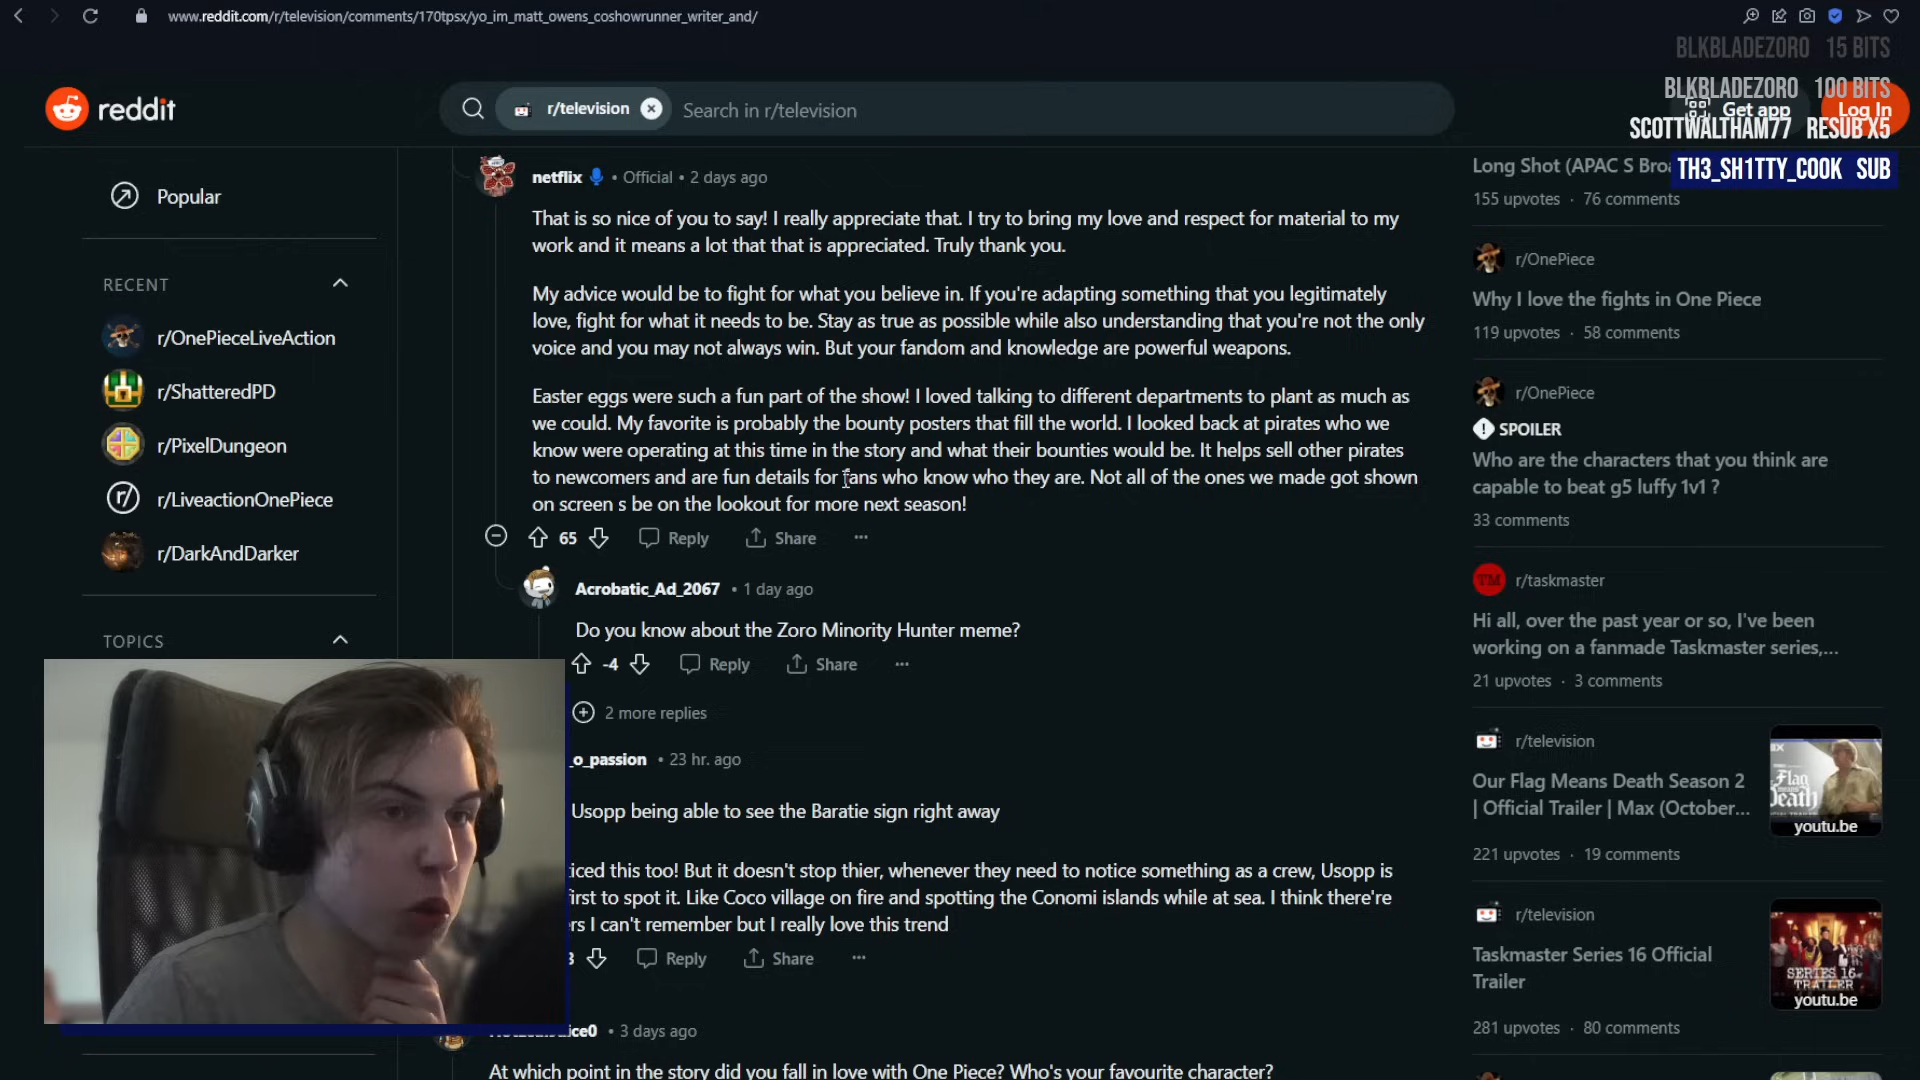 www.reddit.com/r/television/comments/170tpsx/yo_im_matt_owens_coshowrunner_writer_and/
BLKBLADEZORO 15 BITS
BLKBLADEZORO 100 BITS
reddit
r/television
Search in r/television
Get app
Log In
SCOTTWALTHAM77 RESUB X5
TH3_SH1TTY_COOK SUB
Popular
RECENT
r/OnePieceLiveAction
r/ShatteredPD
r/PixelDungeon
r/LiveactionOnePiece
r/DarkAndDarker
TOPICS
netflix • Official • 2 days ago
That is so nice of you to say! I really appreciate that. I try to bring my love and respect for material to my
work and it means a lot that that is appreciated. Truly thank you.
My advice would be to fight for what you believe in. If you're adapting something that you legitimately
love, fight for what it needs to be. Stay as true as possible while also understanding that you're not the only
voice and you may not always win. But your fandom and knowledge are powerful weapons.
Easter eggs were such a fun part of the show! I loved talking to different departments to plant as much as
we could. My favorite is probably the bounty posters that fill the world. I looked back at pirates who we
know were operating at this time in the story and what their bounties would be. It helps sell other pirates
to newcomers and are fun details for fans who know who they are. Not all of the ones we made got shown
on screen s be on the lookout for more next season!
65 Reply Share ...
Acrobatic_Ad_2067 • 1 day ago
Do you know about the Zoro Minority Hunter meme?
-4 Reply Share ...
2 more replies
_o_passion • 23 hr. ago
Usopp being able to see the Baratie sign right away
iced this too! But it doesn't stop thier, whenever they need to notice something as a crew, Usopp is
first to spot it. Like Coco village on fire and spotting the Conomi islands while at sea. I think there're
rs I can't remember but I really love this trend
3 Reply Share ...
ice0 • 3 days ago
At which point in the story did you fall in love with One Piece? Who's your favourite character?
Long Shot (APAC S Bro
155 upvotes · 76 comments
r/OnePiece
Why I love the fights in One Piece
119 upvotes · 58 comments
r/OnePiece
SPOILER
Who are the characters that you think are
capable to beat g5 luffy 1v1 ?
33 comments
TM r/taskmaster
Hi all, over the past year or so, I've been
working on a fanmade Taskmaster series,...
21 upvotes · 3 comments
r/television
Our Flag Means Death Season 2
| Official Trailer | Max (October...
Flag
means
Death
youtu.be
221 upvotes · 19 comments
r/television
Taskmaster Series 16 Official
Trailer
SERIES 16
TRAILER
youtu.be
281 upvotes · 80 comments